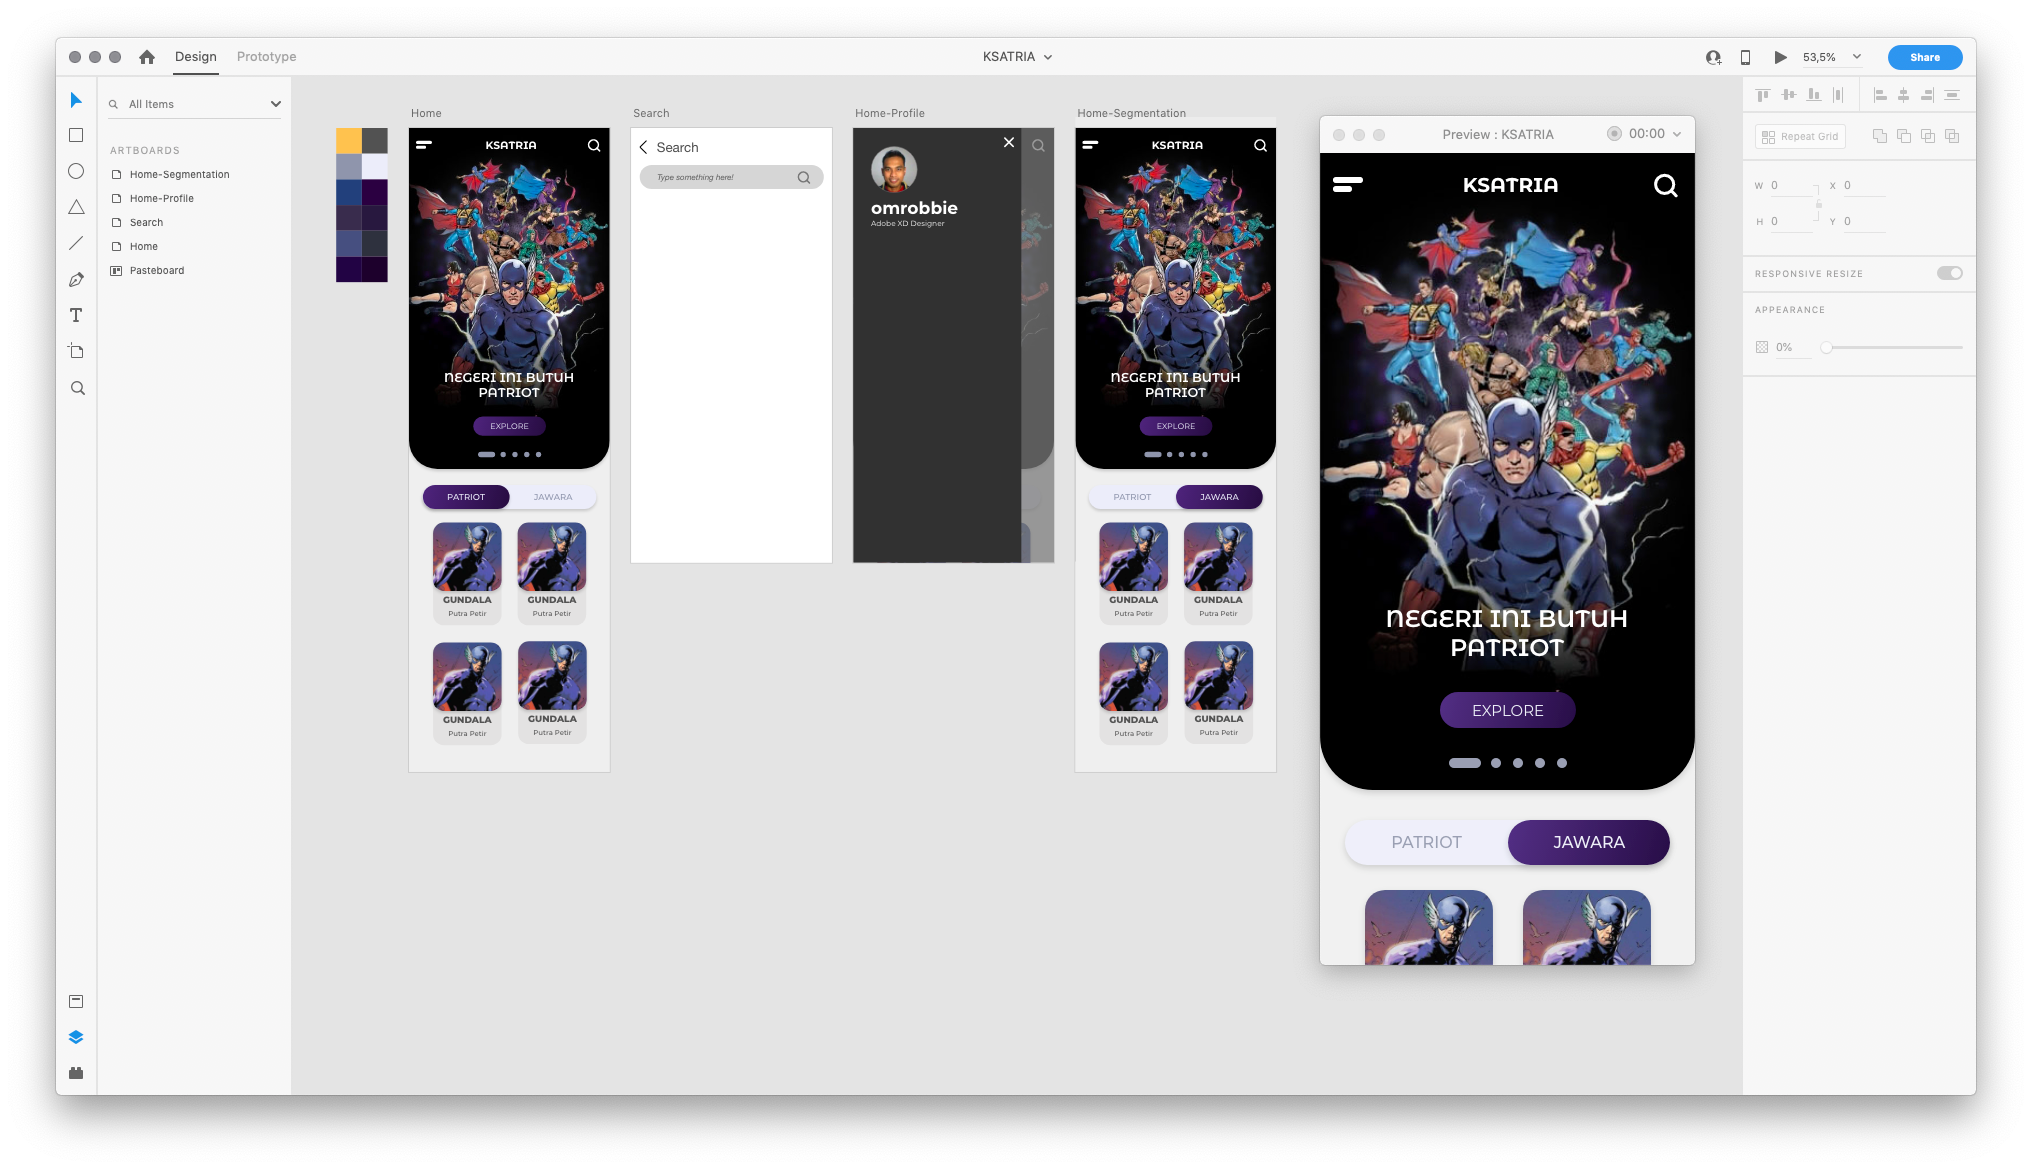 Design Prototype
KSATRIA
53,5%
Share
All Items
ARTBOARDS
Home-Segmentation
Home-Profile
Search
Home
Pasteboard
Home
KSATRIA
NEGERI INI BUTUH
PATRIOT
EXPLORE
PATRIOT JAWARA
GUNDALA GUNDALA
Putra Petir Putra Petir
GUNDALA GUNDALA
Putra Petir Putra Petir
Search
Search
Type something here!
Home-Profile
omrobbie
Adobe XD Designer
Home-Segmentation
KSATRIA
NEGERI INI BUTUH
PATRIOT
EXPLORE
PATRIOT JAWARA
GUNDALA GUNDALA
Putra Petir Putra Petir
GUNDALA GUNDALA
Putra Petir Putra Petir
Preview : KSATRIA 00:00
KSATRIA
NEGERI INI BUTUH
PATRIOT
EXPLORE
PATRIOT JAWARA
Repeat Grid
W 0 X 0
H 0 Y 0
RESPONSIVE RESIZE
APPEARANCE
0%